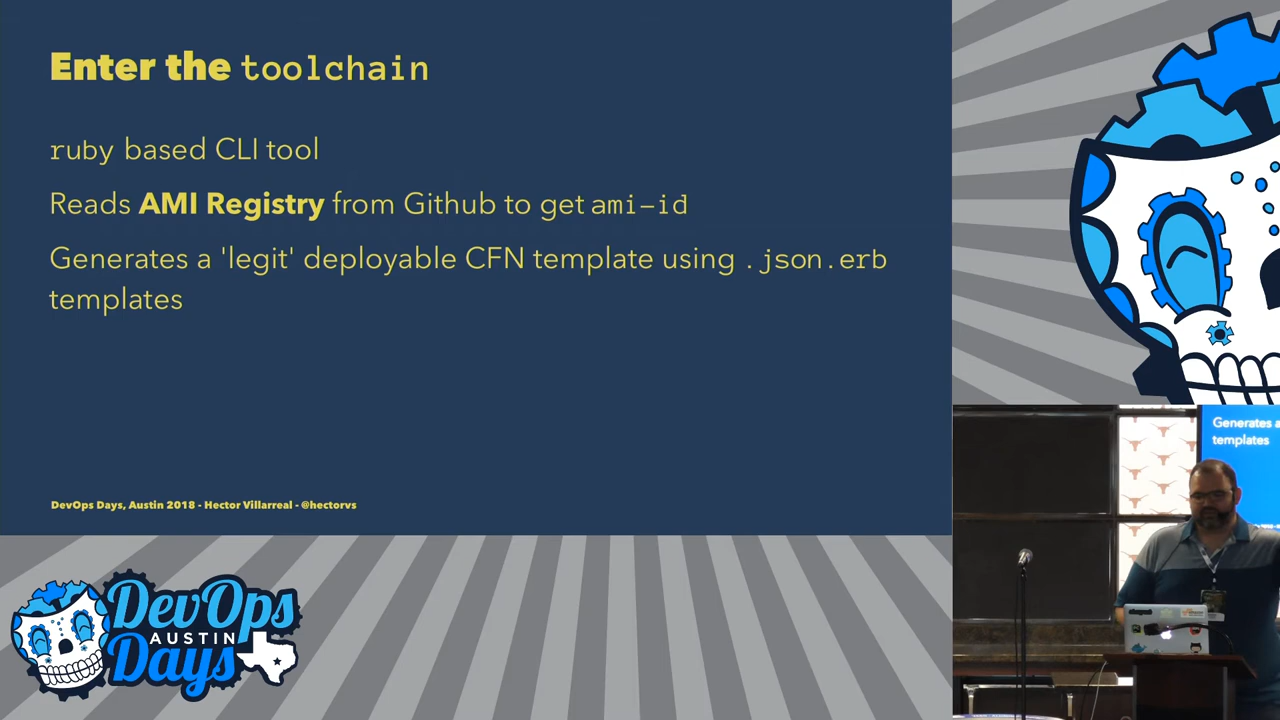 Enter the toolchain
ruby based CLI tool
Reads AMI Registry from Github to get ami-id
Generates a 'legit' deployable CFN template using .json.erb
templates
DevOps Days, Austin 2018 - Hector Villarreal - @hectorvs
Generates a
templates
DevOps
AUSTIN
Days